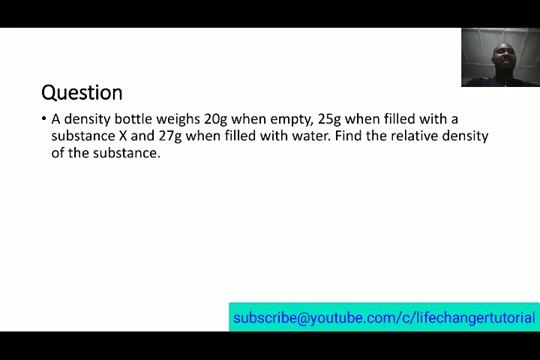 Question
• A density bottle weighs 20g when empty, 25g when filled with a
substance X and 27g when filled with water. Find the relative density
of the substance.
subscribe@youtube.com/c/lifechangertutorial